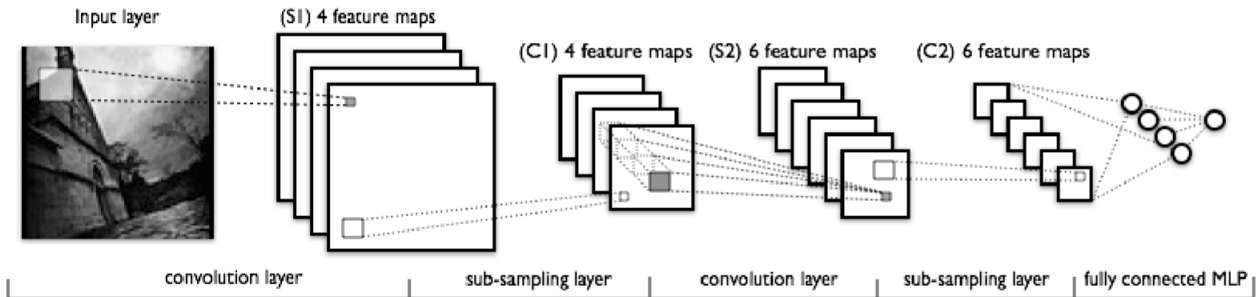 Input layer
(S1) 4 feature maps
(C1) 4 feature maps
(S2) 6 feature maps
(C2) 6 feature maps
convolution layer
sub-sampling layer
convolution layer
sub-sampling layer
fully connected MLP